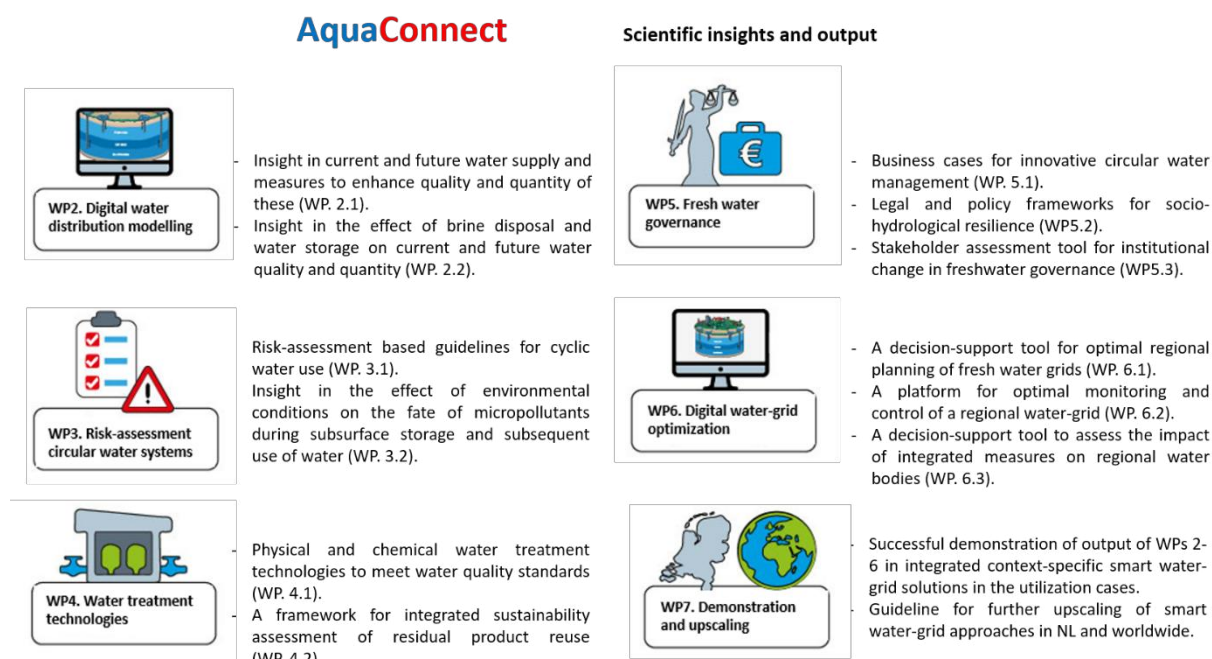 AquaConnect
Scientific insights and output
WP2. Digital water
distribution modelling
- Insight in current and future water supply and
measures to enhance quality and quantity of
these (WP. 2.1).
- Insight in the effect of brine disposal and
water storage on current and future water
quality and quantity (WP. 2.2).
WP3. Risk-assessment
circular water systems
Risk-assessment based guidelines for cyclic
water use (WP. 3.1).
Insight in the effect of environmental
conditions on the fate of micropollutants
during subsurface storage and subsequent
use of water (WP. 3.2).
WP4. Water treatment
technologies
- Physical and chemical water treatment
technologies to meet water quality standards
(WP. 4.1).
- A framework for integrated sustainability
assessment of residual product reuse
(WP. 4.2)
€
WP5. Fresh water
governance
- Business cases for innovative circular water
management (WP. 5.1).
- Legal and policy frameworks for socio-
hydrological resilience (WP5.2).
- Stakeholder assessment tool for institutional
change in freshwater governance (WP5.3).
WP6. Digital water-grid
optimization
- A decision-support tool for optimal regional
planning of fresh water grids (WP. 6.1).
- A platform for optimal monitoring and
control of a regional water-grid (WP. 6.2).
- A decision-support tool to assess the impact
of integrated measures on regional water
bodies (WP. 6.3).
WP7. Demonstration
and upscaling
- Successful demonstration of output of WPs 2-
6 in integrated context-specific smart water-
grid solutions in the utilization cases.
- Guideline for further upscaling of smart
water-grid approaches in NL and worldwide.